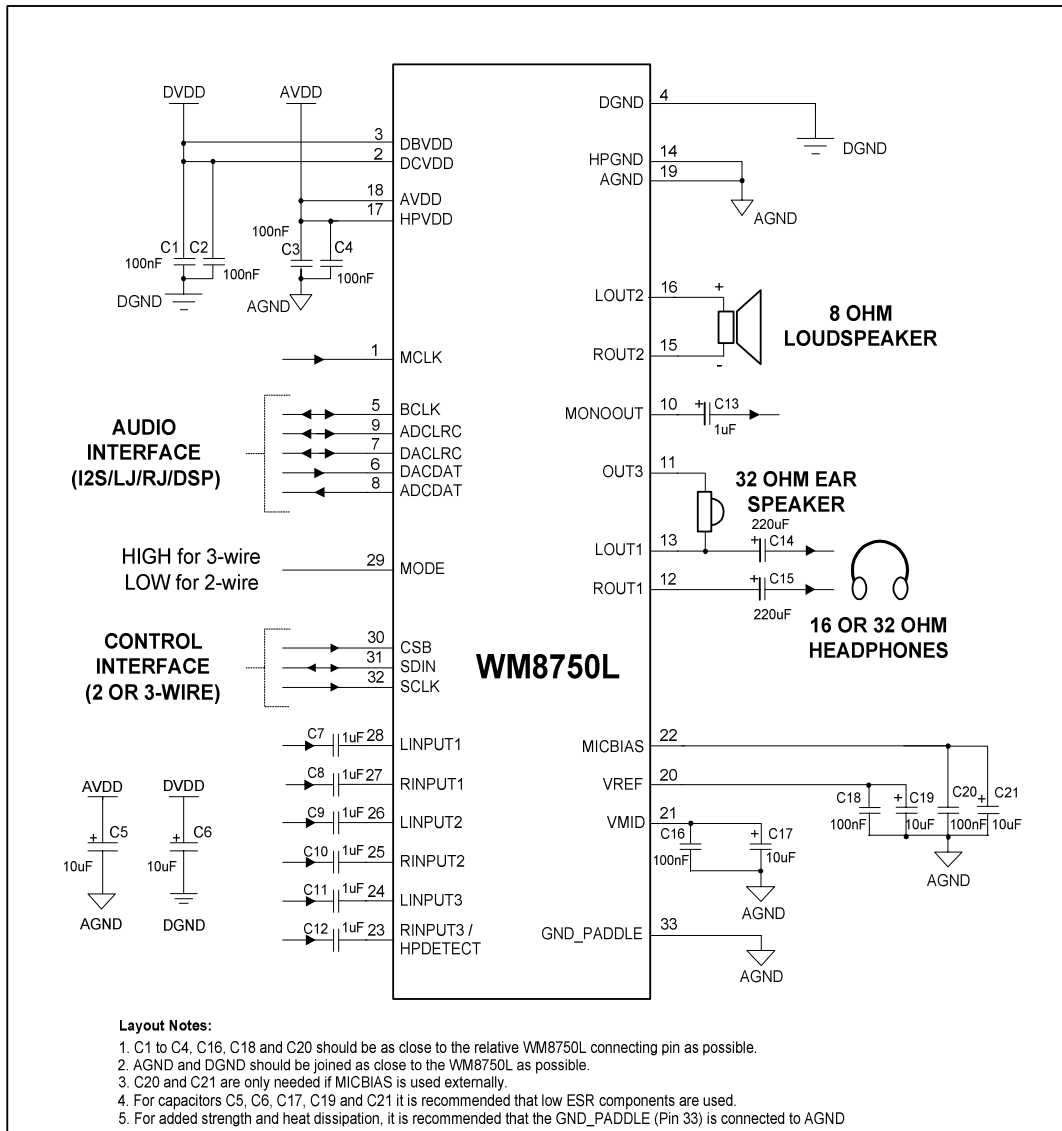 DVDD
AVDD
3
DBVDD
2
DCVDD
18
AVDD
17
HPVDD
C1
C2
100nF
100nF
100nF
C3
C4
100nF
DGND
AGND
1
MCLK
AUDIO
INTERFACE
(I2S/LJ/RJ/DSP)
5
BCLK
9
ADCLRC
7
DACLRC
6
DACDAT
8
ADCDAT
HIGH for 3-wire
LOW for 2-wire
29
MODE
CONTROL
INTERFACE
(2 OR 3-WIRE)
30
CSB
31
SDIN
32
SCLK
C7
1uF
28
LINPUT1
C8
1uF
27
RINPUT1
C9
1uF
26
LINPUT2
C10
1uF
25
RINPUT2
C11
1uF
24
LINPUT3
C12
1uF
23
RINPUT3 /
HPDETECT
AVDD
+
C5
10uF
AGND
DVDD
+
C6
10uF
DGND
WM8750L
DGND
4
DGND
HPGND
14
AGND
19
AGND
LOUT2
16
+
ROUT2
15
-
8 OHM
LOUDSPEAKER
MONOOUT
10
+
C13
1uF
OUT3
11
32 OHM EAR
SPEAKER
LOUT1
13
220uF
+
C14
ROUT1
12
+
C15
220uF
16 OR 32 OHM
HEADPHONES
MICBIAS
22
VREF
20
VMID
21
C16
100nF
+
C17
10uF
AGND
C18
100nF
+
C19
10uF
C20
100nF
+
C21
10uF
AGND
GND_PADDLE
33
AGND
Layout Notes:
1. C1 to C4, C16, C18 and C20 should be as close to the relative WM8750L connecting pin as possible.
2. AGND and DGND should be joined as close to the WM8750L as possible.
3. C20 and C21 are only needed if MICBIAS is used externally.
4. For capacitors C5, C6, C17, C19 and C21 it is recommended that low ESR components are used.
5. For added strength and heat dissipation, it is recommended that the GND_PADDLE (Pin 33) is connected to AGND